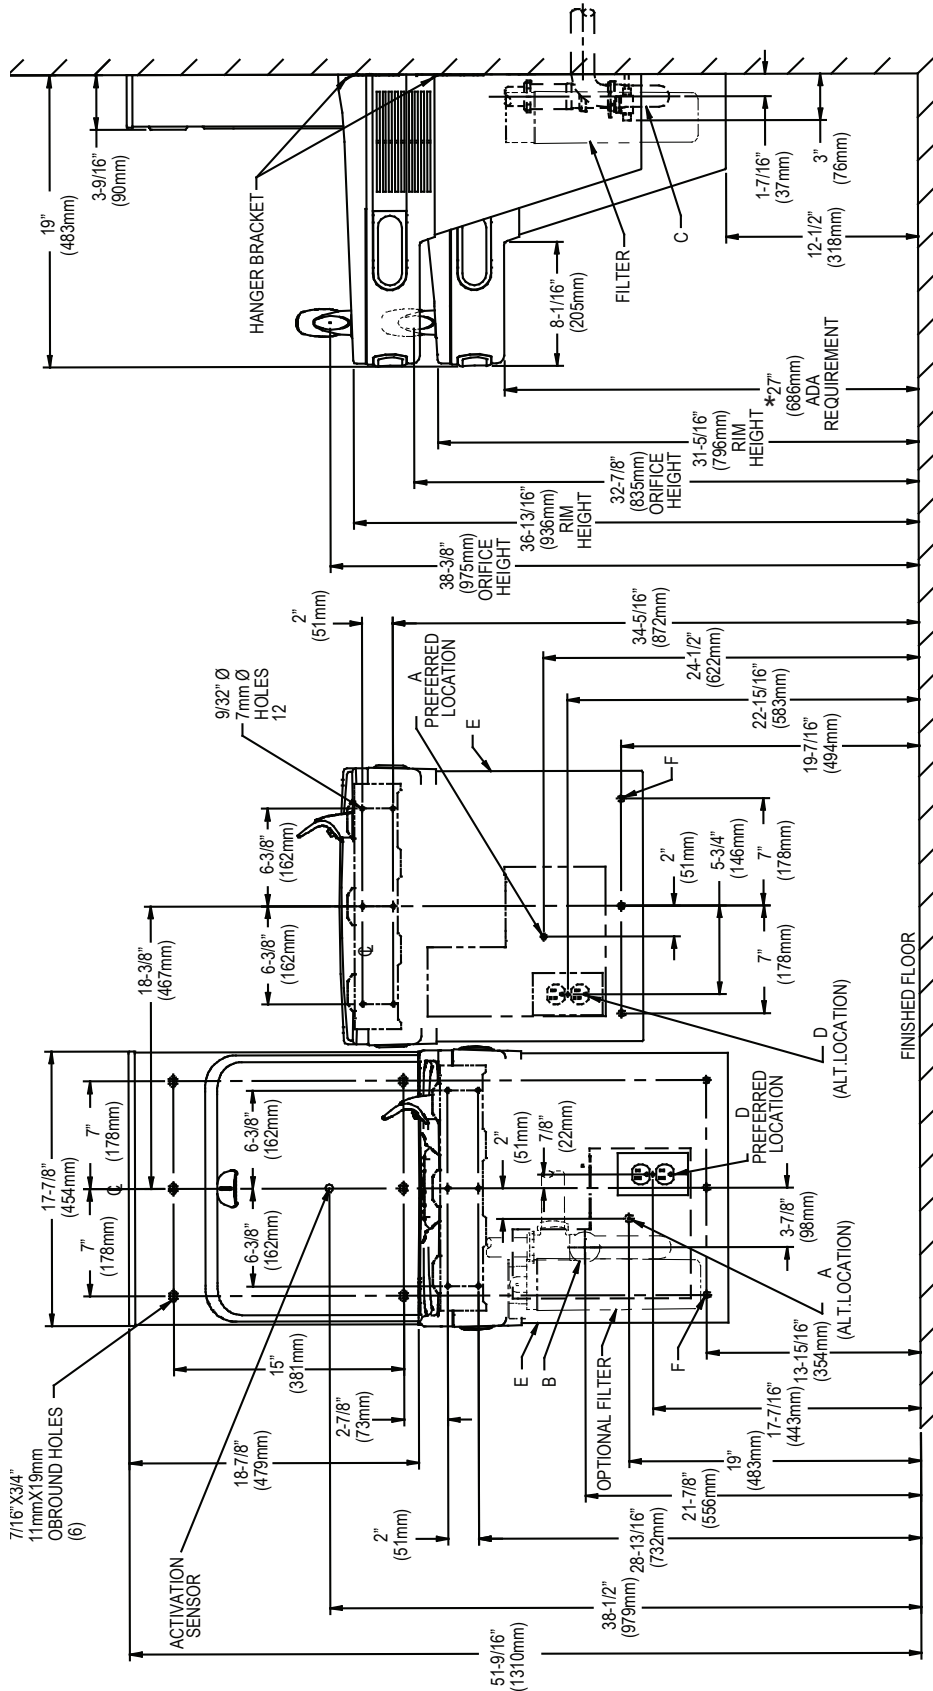 7/16"X3/4"
11mmX19mm
OBROUND HOLES
(6)
ACTIVATION
SENSOR
17-7/8"
(454mm)
℄
7"
(178mm)
7"
(178mm)
18-3/8"
(467mm)
6-3/8"
(162mm)
6-3/8"
(162mm)
15"
(381mm)
18-7/8"
(479mm)
2-7/8"
(73mm)
2"
(51mm)
51-9/16"
(1310mm)
38-1/2"
(979mm)
28-13/16"
(732mm)
21-7/8"
(556mm)
19"
(483mm)
17-7/16"
(443mm)
13-15/16"
(354mm)
E
B
OPTIONAL FILTER
F
A
(ALT.LOCATION)
3-7/8"
(98mm)
2"
(51mm)
7/8"
(22mm)
D
PREFERRED
LOCATION
6-3/8"
(162mm)
6-3/8"
(162mm)
9/32" Ø
7mm Ø
HOLES
12
2"
(51mm)
℄
A
PREFERRED
LOCATION
E
F
D
(ALT.LOCATION)
2"
(51mm)
5-3/4"
(146mm)
7"
(178mm)
7"
(178mm)
34-5/16"
(872mm)
24-1/2"
(622mm)
22-15/16"
(583mm)
19-7/16"
(494mm)
FINISHED FLOOR
19"
(483mm)
3-9/16"
(90mm)
HANGER BRACKET
38-3/8"
(975mm)
ORIFICE
HEIGHT
36-13/16"
(936mm)
RIM
HEIGHT
32-7/8"
(835mm)
ORIFICE
HEIGHT
31-5/16"
(796mm)
RIM
HEIGHT
*27"
(686mm)
ADA
REQUIREMENT
8-1/16"
(205mm)
FILTER
C
12-1/2"
(318mm)
1-7/16"
(37mm)
3"
(76mm)